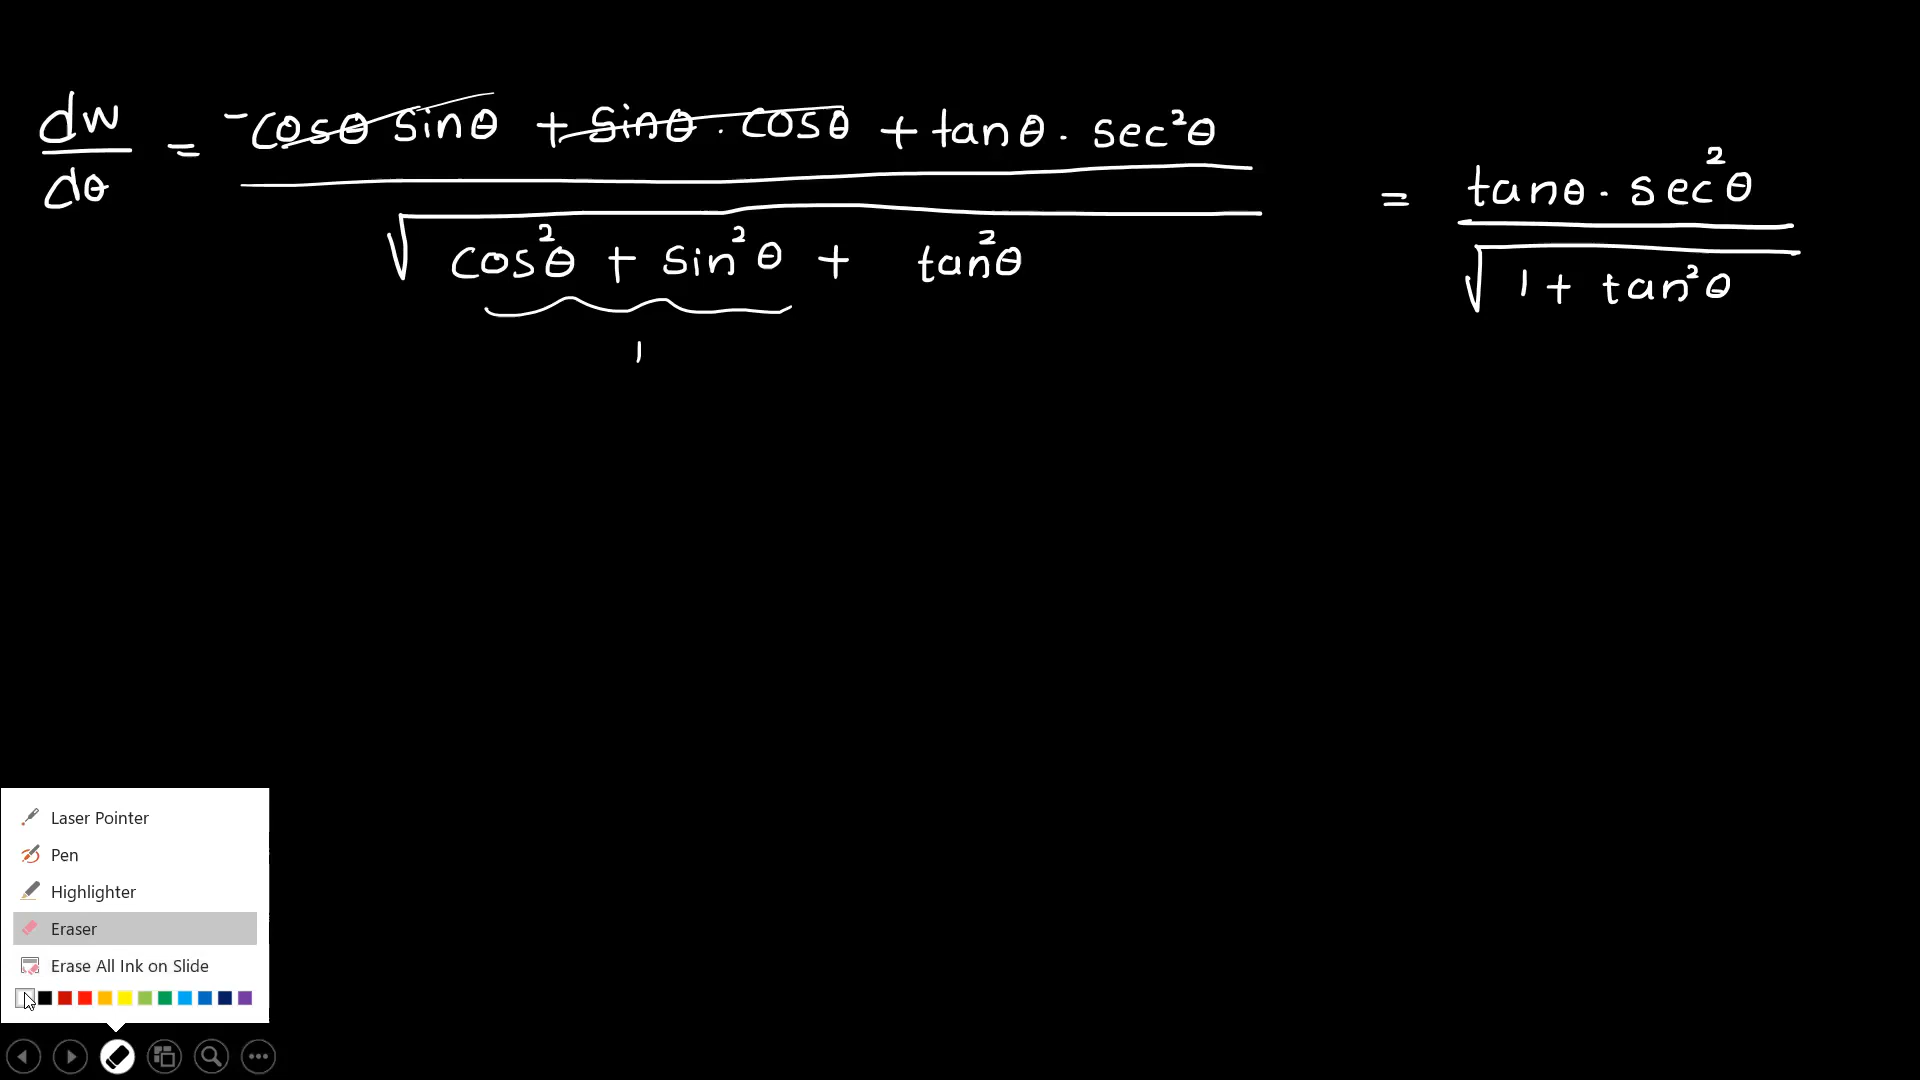 dw/dθ = (-cosθ sinθ + sinθ · cosθ + tanθ · sec²θ) / √(cos²θ + sin²θ + tan²θ) = (tanθ · sec²θ) / √(1 + tan²θ)
1
Laser Pointer
Pen
Highlighter
Eraser
Erase All Ink on Slide